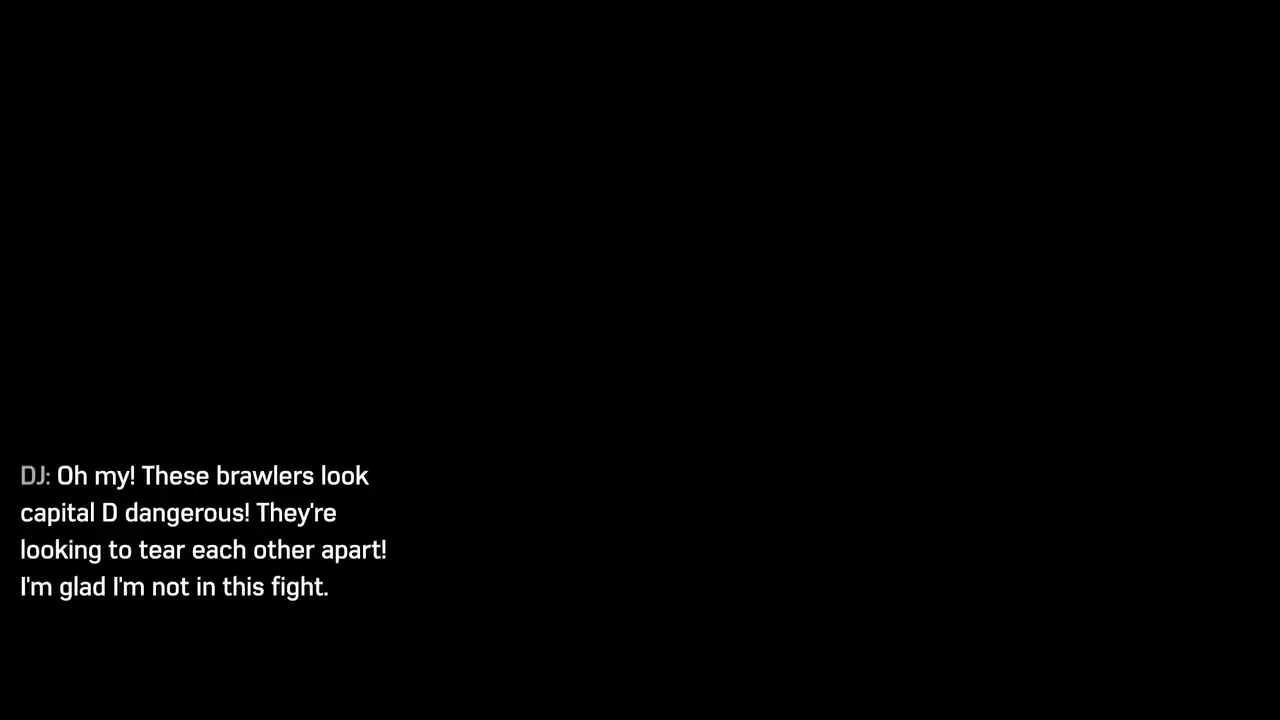 DJ: Oh my! These brawlers look
capital D dangerous! They're
looking to tear each other apart!
I'm glad I'm not in this fight.